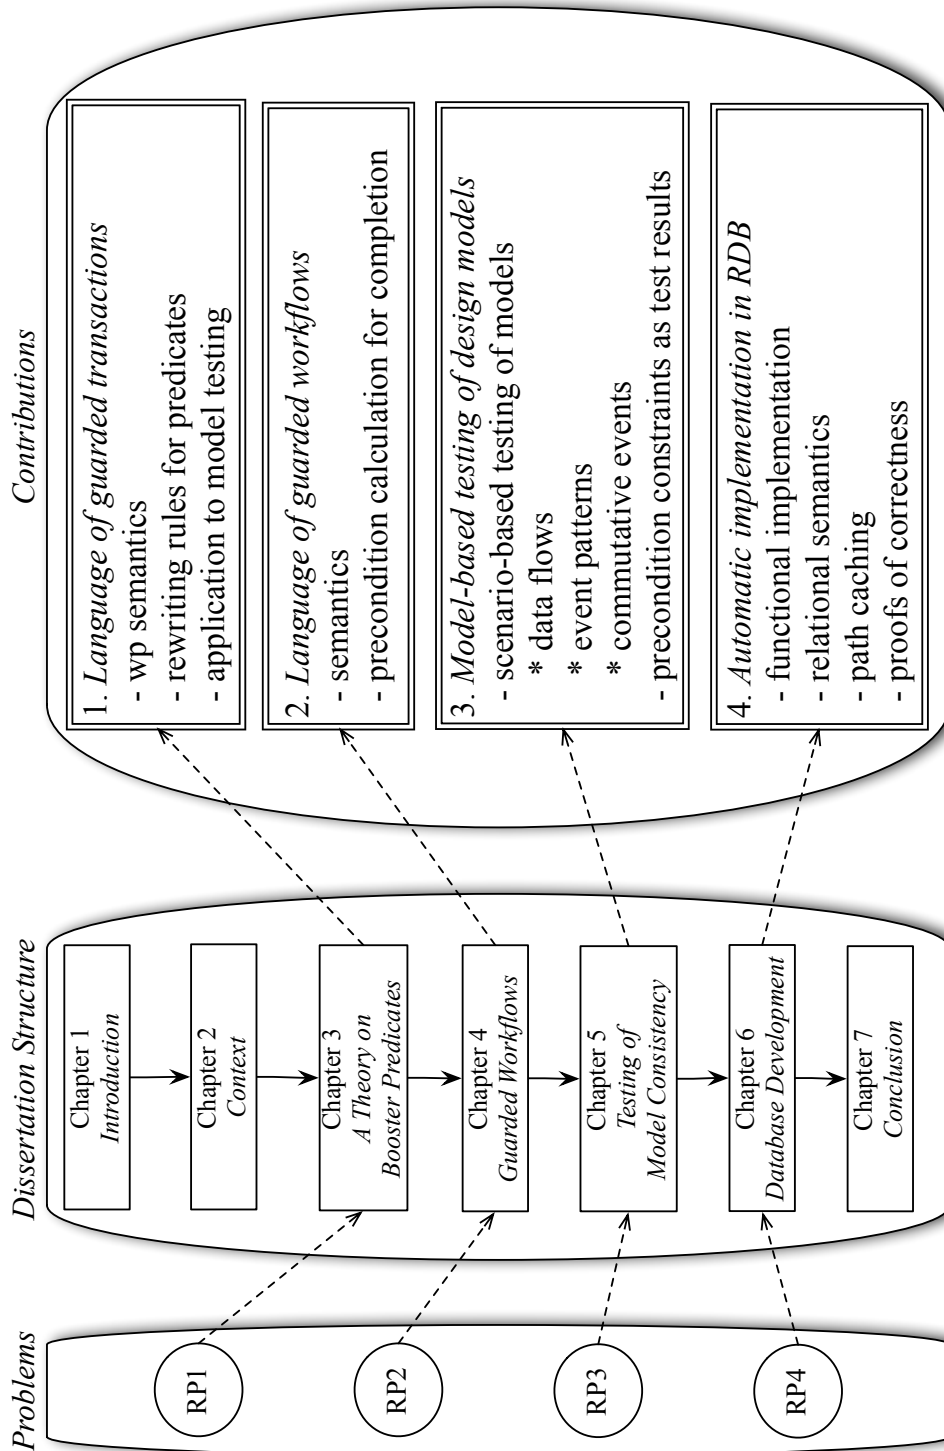 Problems
RP1
RP2
RP3
RP4
Dissertation Structure
Chapter 1
Introduction
Chapter 2
Context
Chapter 3
A Theory on
Booster Predicates
Chapter 4
Guarded Workflows
Chapter 5
Testing of
Model Consistency
Chapter 6
Database Development
Chapter 7
Conclusion
Contributions
1. Language of guarded transactions
- wp semantics
- rewriting rules for predicates
- application to model testing
2. Language of guarded workflows
- semantics
- precondition calculation for completion
3. Model-based testing of design models
- scenario-based testing of models
* data flows
* event patterns
* commutative events
- precondition constraints as test results
4. Automatic implementation in RDB
- functional implementation
- relational semantics
- path caching
- proofs of correctness